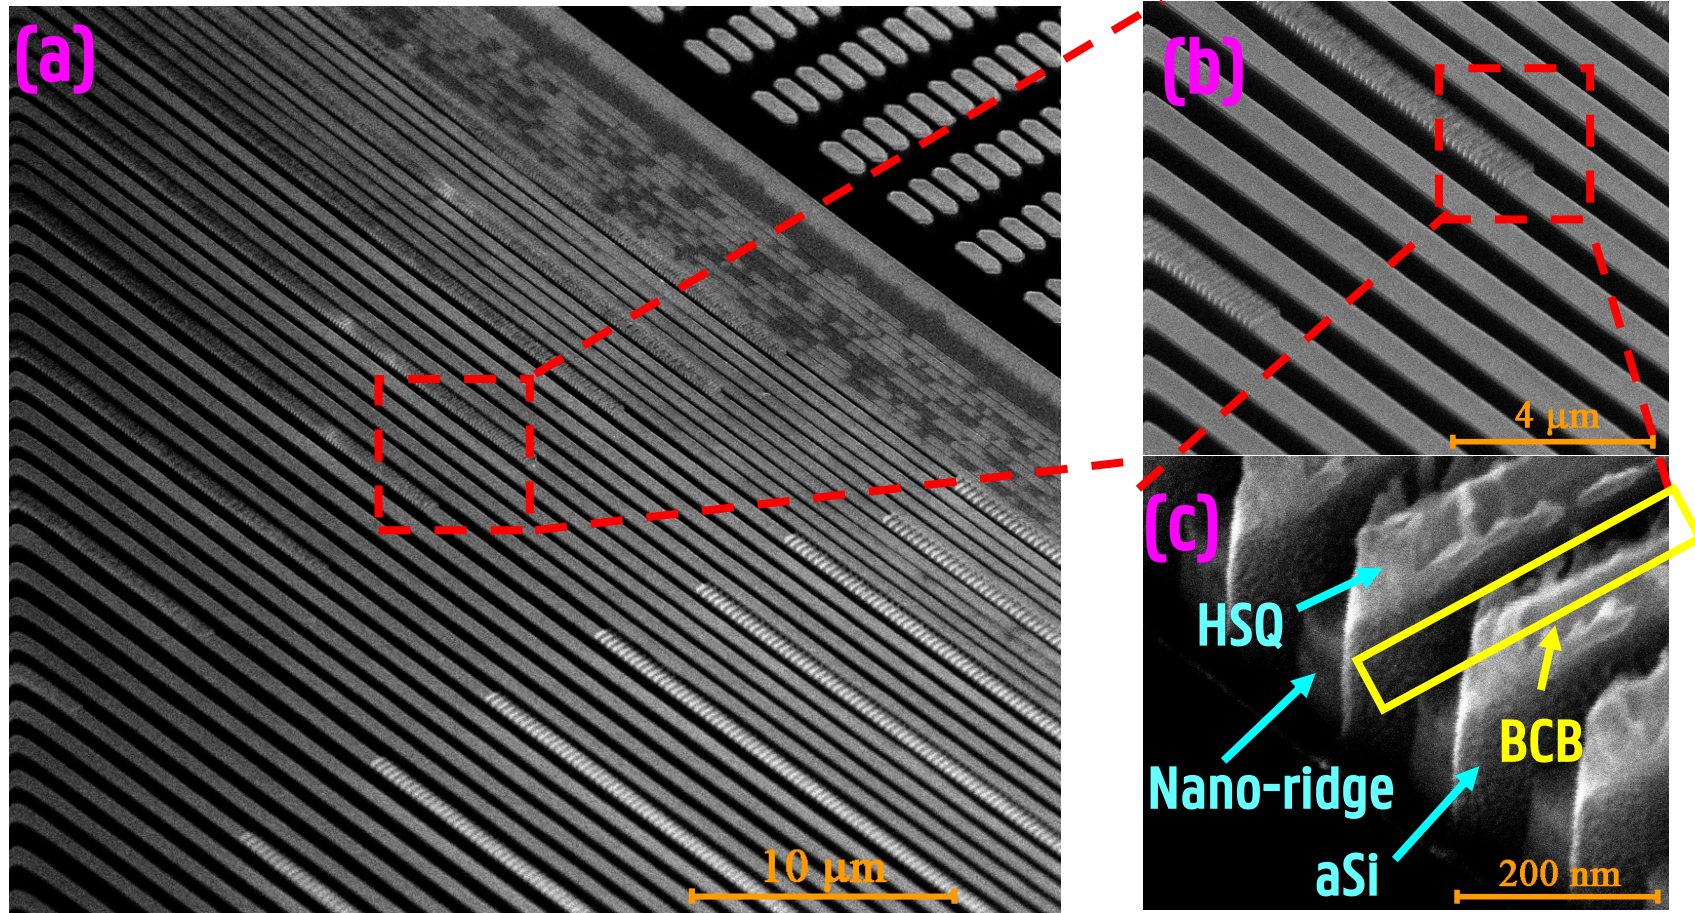 (a)
10 μm
(b)
4 μm
(c)
HSQ
Nano-ridge
BCB
aSi
200 nm